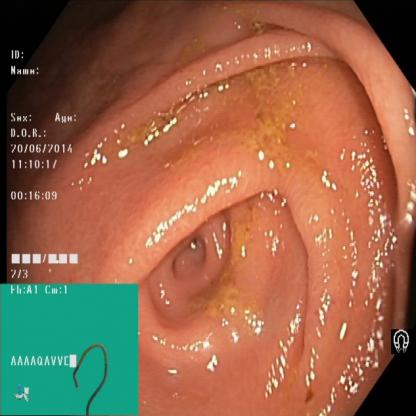 ID:
Name:
Sex: Age:
D.O.B.:
20/06/2014
11:10:17
00:16:09
2/3
Eh:A1 Cm:1
AAAAQAVVC